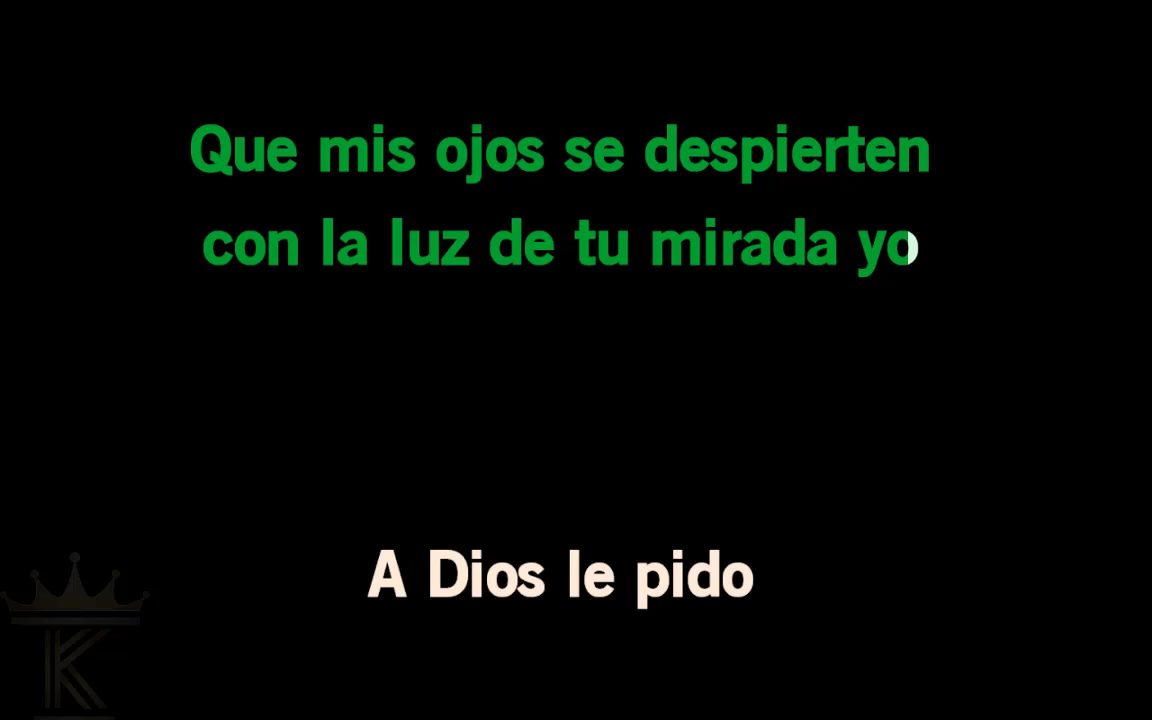 Que mis ojos se despierten
con la luz de tu mirada yo
A Dios le pido
K